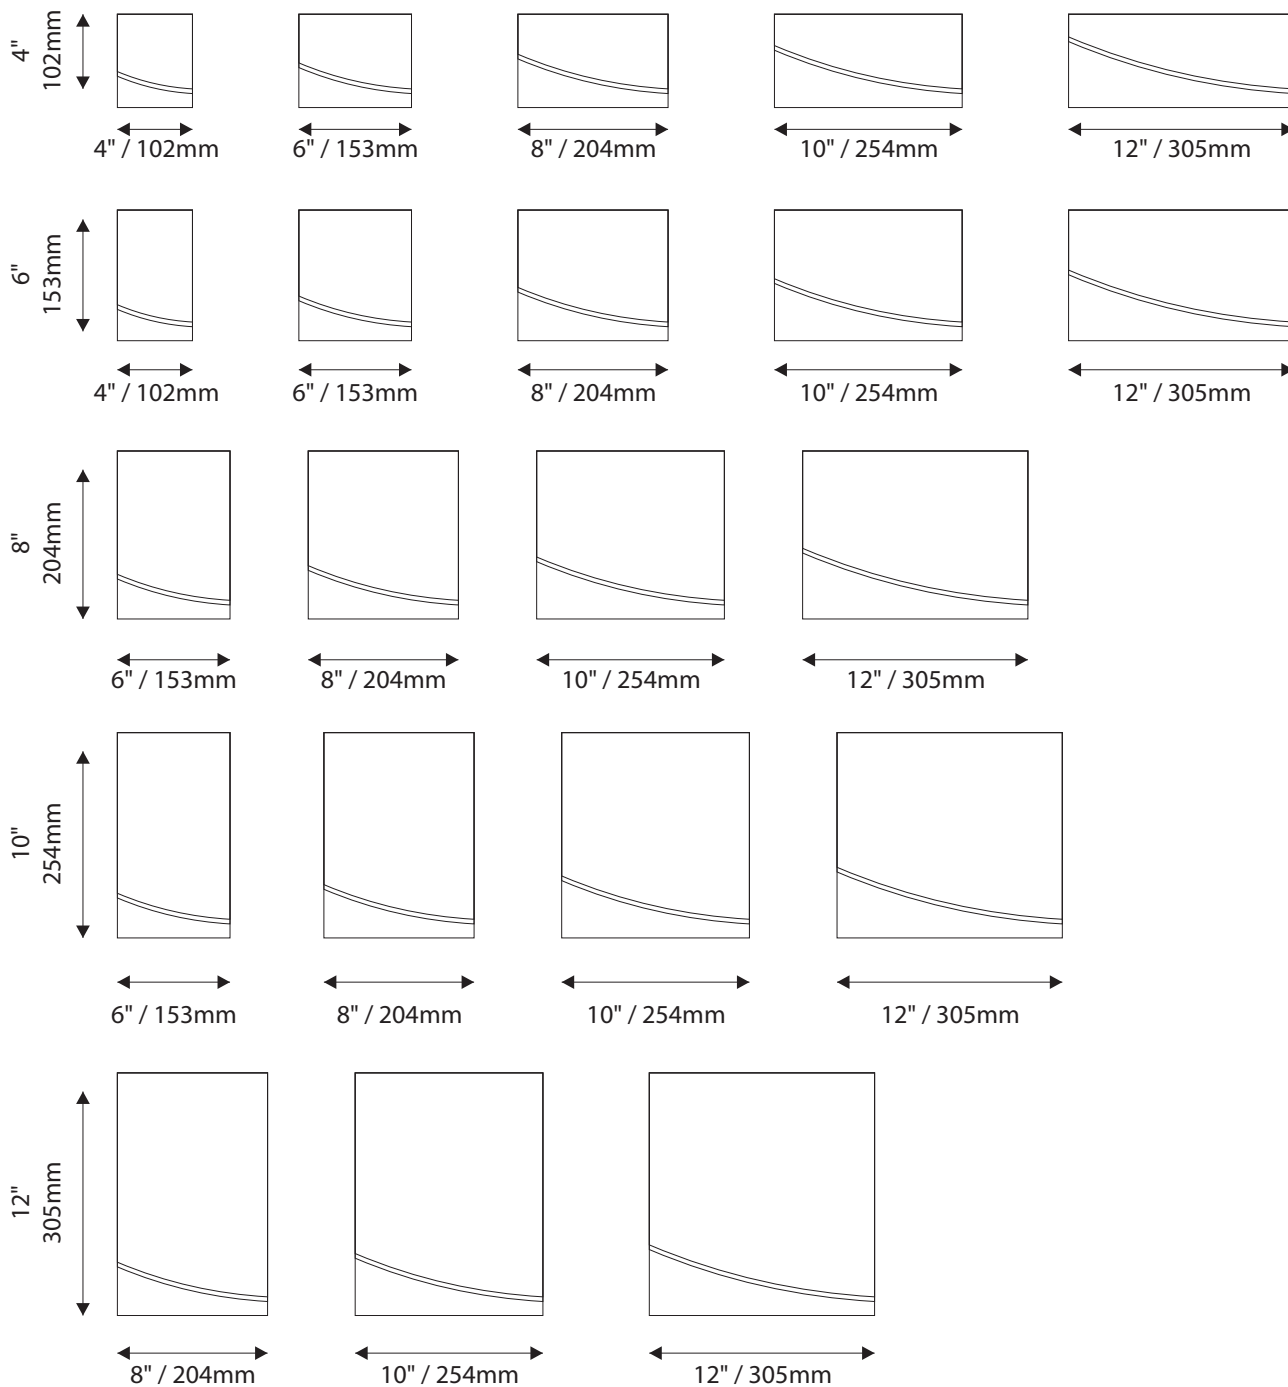 4"
102mm
4" / 102mm
6" / 153mm
8" / 204mm
10" / 254mm
12" / 305mm
6"
153mm
4" / 102mm
6" / 153mm
8" / 204mm
10" / 254mm
12" / 305mm
8"
204mm
6" / 153mm
8" / 204mm
10" / 254mm
12" / 305mm
10"
254mm
6" / 153mm
8" / 204mm
10" / 254mm
12" / 305mm
12"
305mm
8" / 204mm
10" / 254mm
12" / 305mm